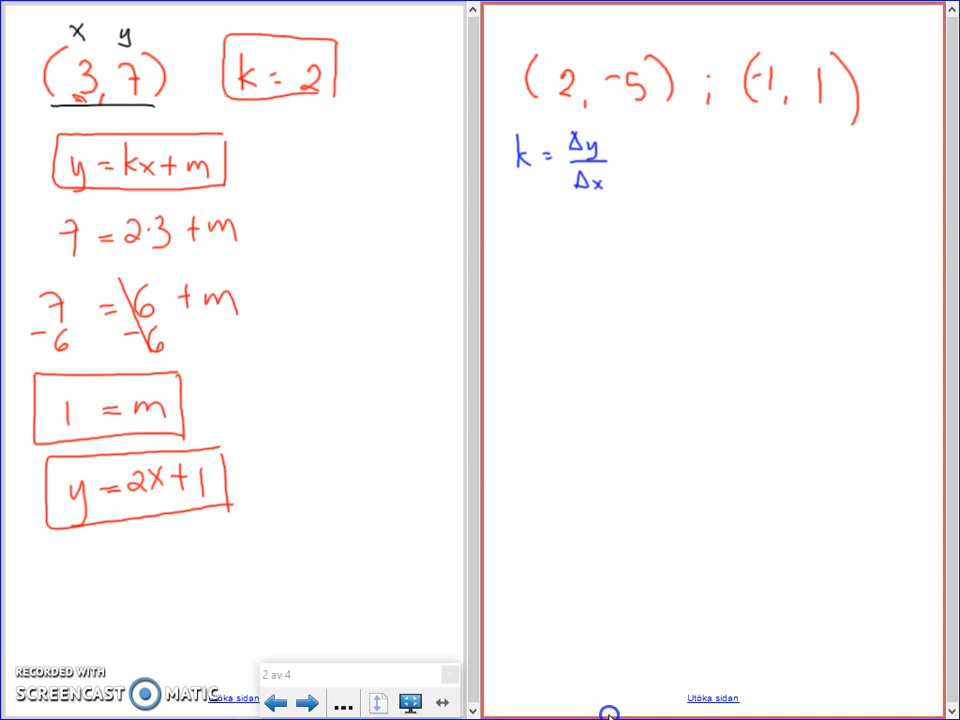 x y
(3, 7) k = 2
y = kx + m
7 = 2·3 + m
7 = 6 + m
-6 -6
1 = m
y = 2x + 1
(2, -5) ; (-1, 1)
k = Δy
Δx
RECORDED WITH
SCREENCAST MATIC
2 av 4
...
Utöka sidan
Utöka sidan